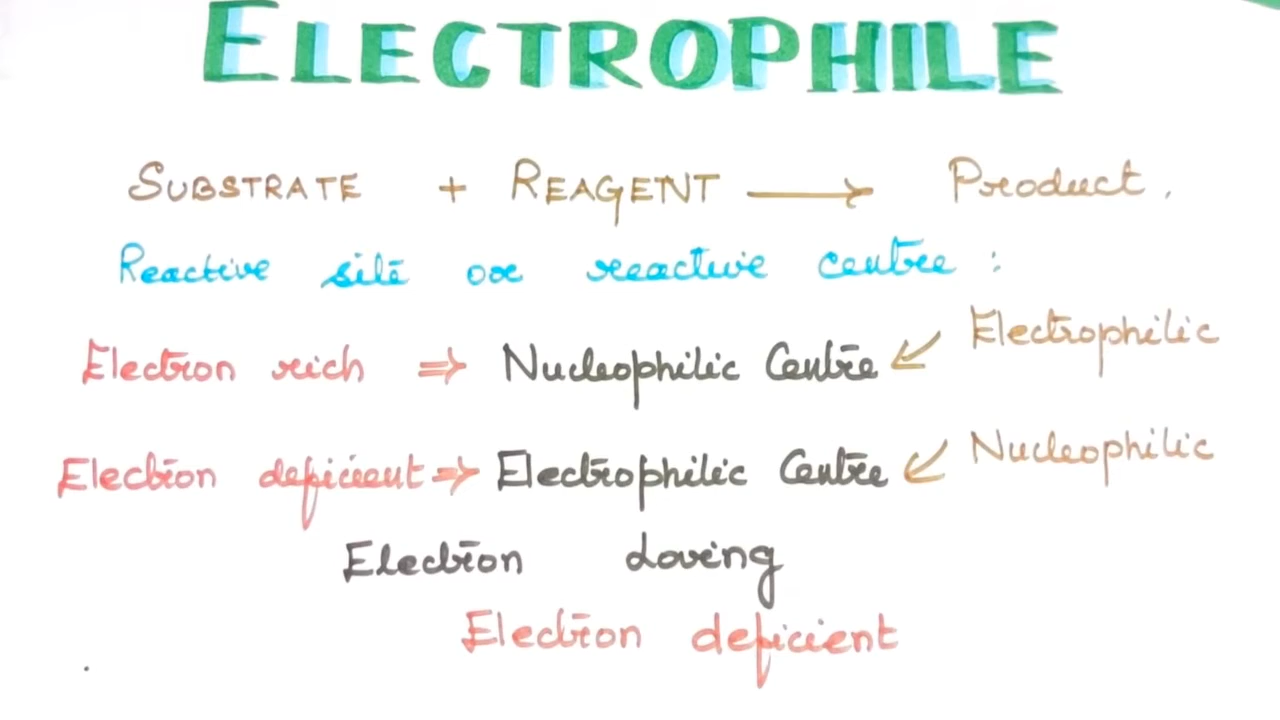 ELECTROPHILE
SUBSTRATE + REAGENT ⟶ Product.
Reactive site or reactive centre :
Electron rich ⇒ Nucleophilic Centre ↙ Electrophilic
Electron deficient ⇒ Electrophilic Centre ↙ Nucleophilic
Electron Loving
Electron deficient